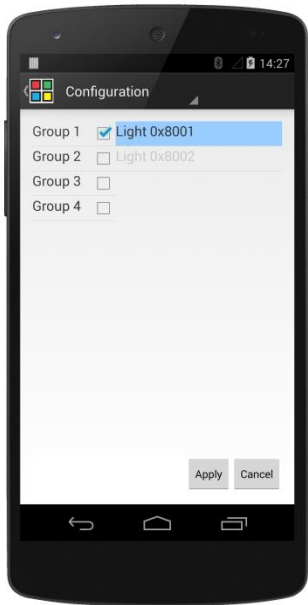 14:27
Configuration
Group 1 Light 0x8001
Group 2 Light 0x8002
Group 3
Group 4
Apply Cancel